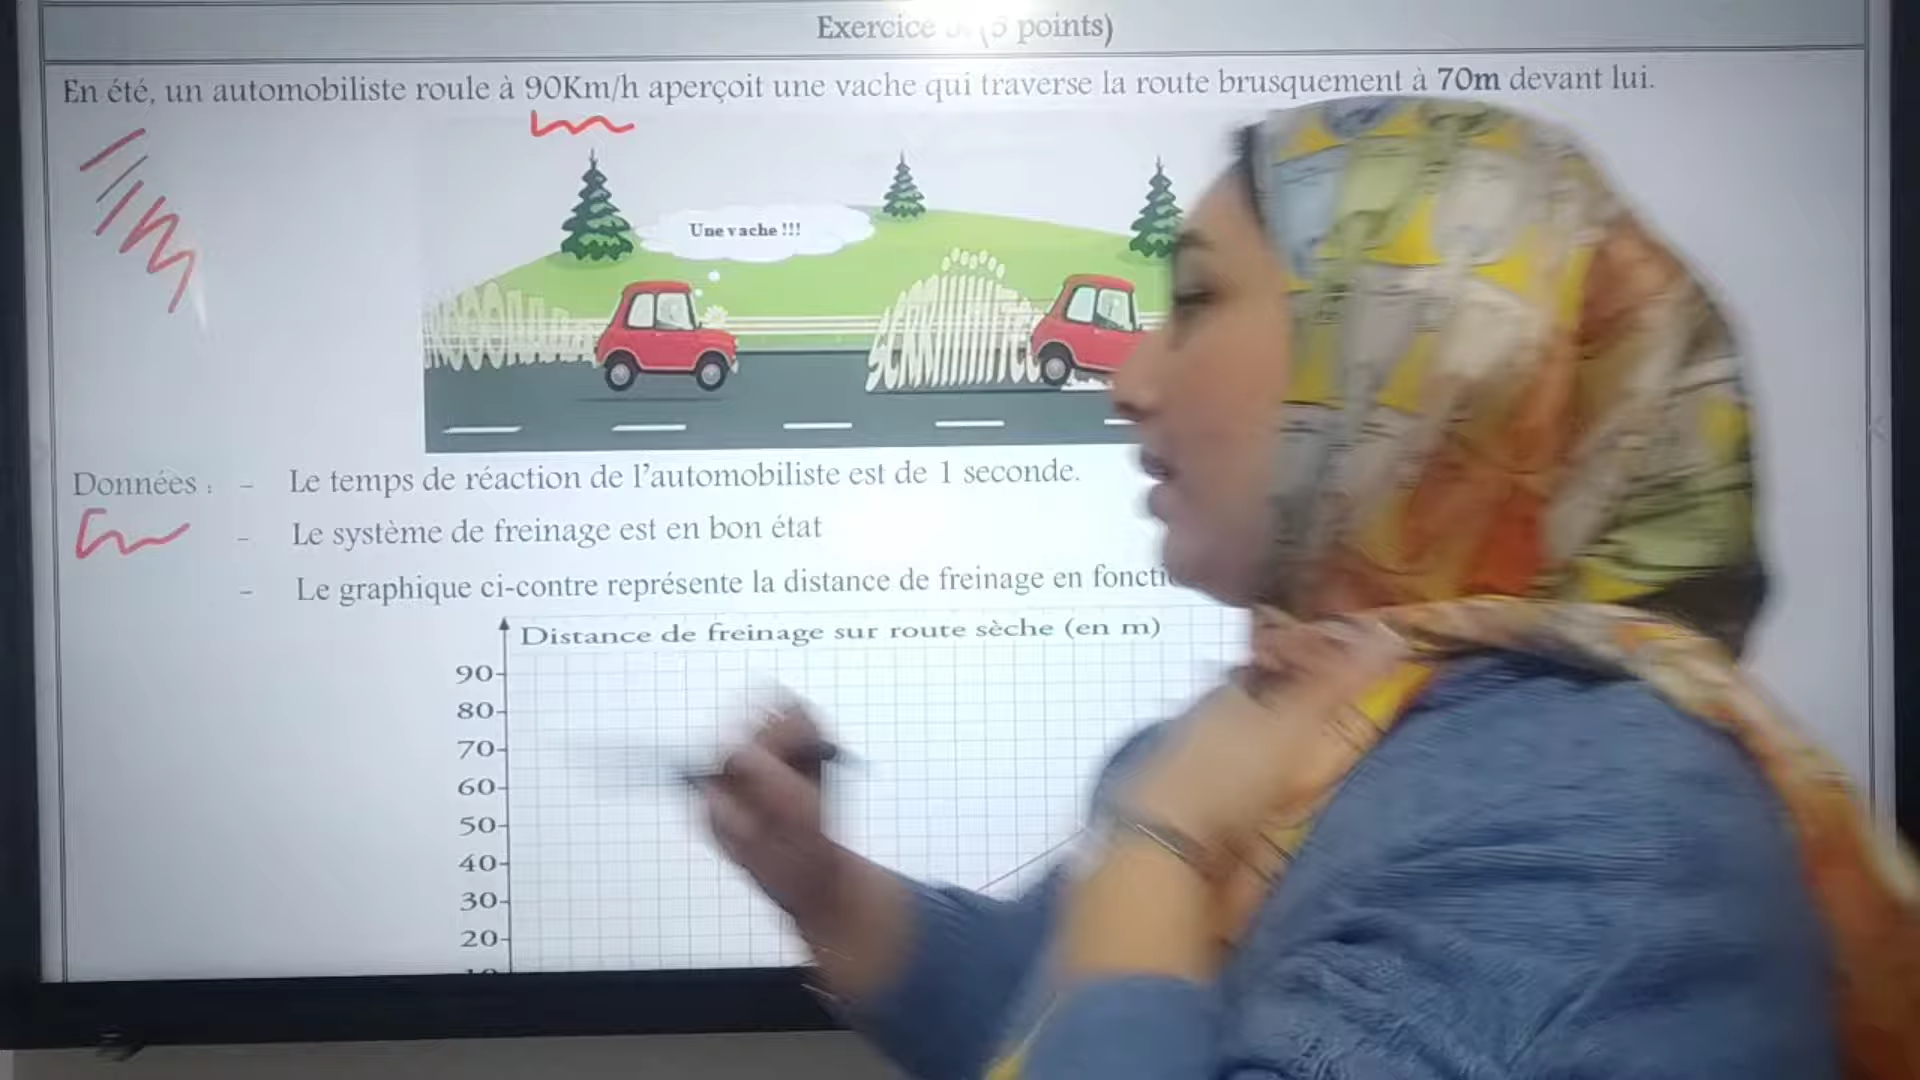 Exercice (5 points)
En été, un automobiliste roule à 90Km/h aperçoit une vache qui traverse la route brusquement à 70m devant lui.
Une vache !!!
Données : - Le temps de réaction de l'automobiliste est de 1 seconde.
- Le système de freinage est en bon état
- Le graphique ci-contre représente la distance de freinage en
Distance de freinage sur route sèche (en m)
90
80
70
60
50
40
30
20
10